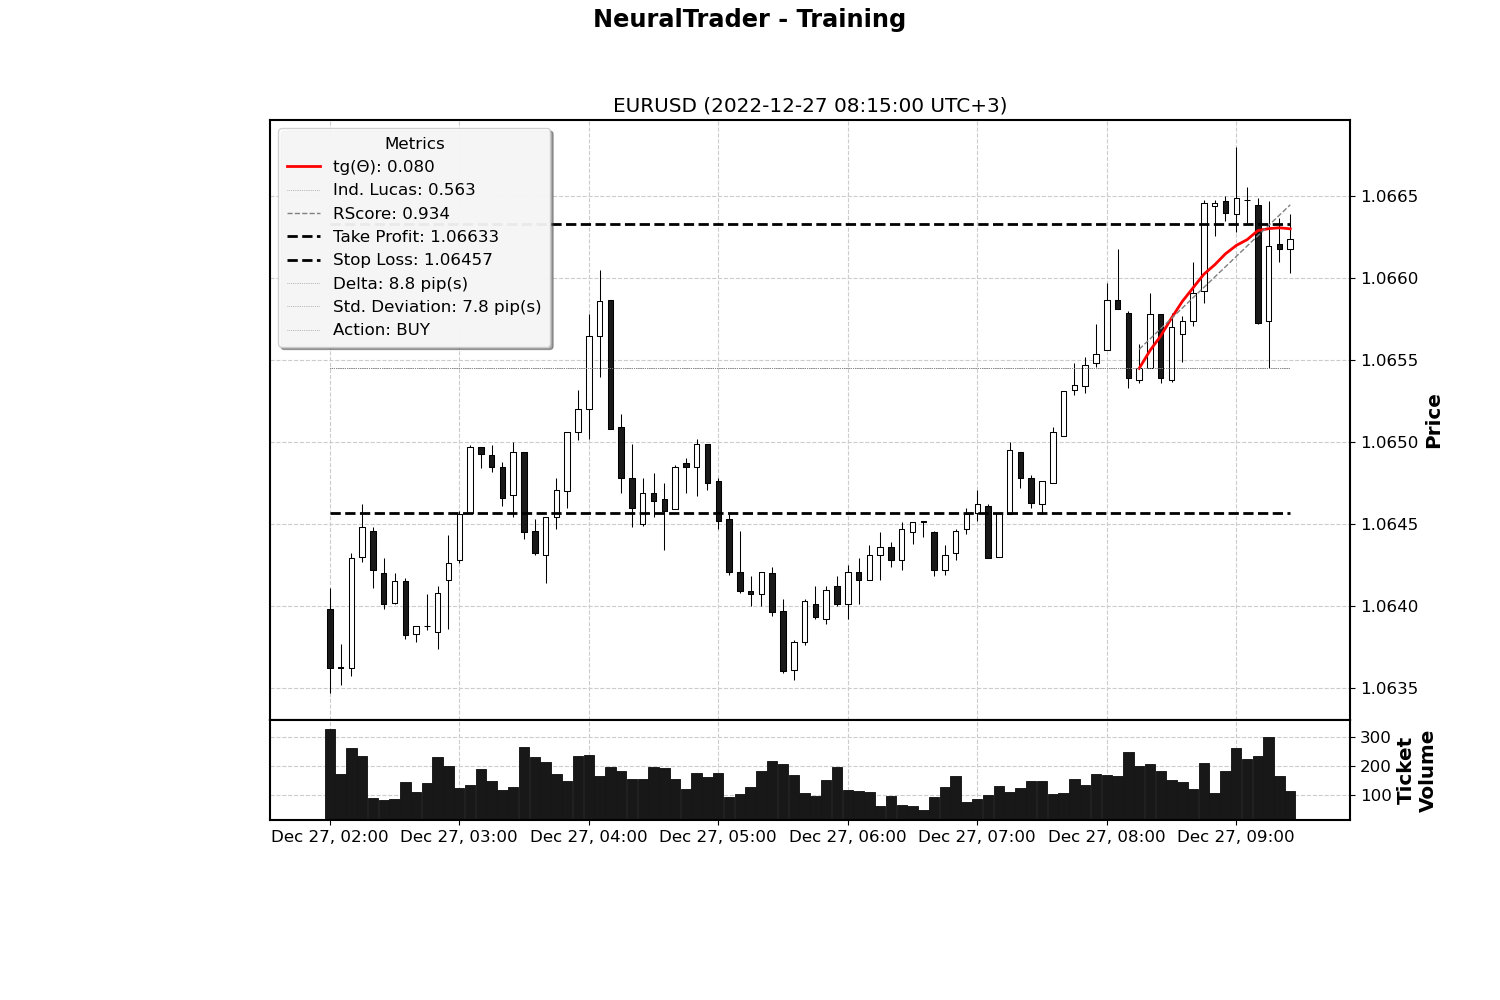 NeuralTrader - Training
EURUSD (2022-12-27 08:15:00 UTC+3)
Metrics
tg(Θ): 0.080
Ind. Lucas: 0.563
RScore: 0.934
Take Profit: 1.06633
Stop Loss: 1.06457
Delta: 8.8 pip(s)
Std. Deviation: 7.8 pip(s)
Action: BUY
1.0665
1.0660
1.0655
1.0650
1.0645
1.0640
1.0635
Price
300
200
100
Ticket
Volume
Dec 27, 02:00 Dec 27, 03:00 Dec 27, 04:00 Dec 27, 05:00 Dec 27, 06:00 Dec 27, 07:00 Dec 27, 08:00 Dec 27, 09:00